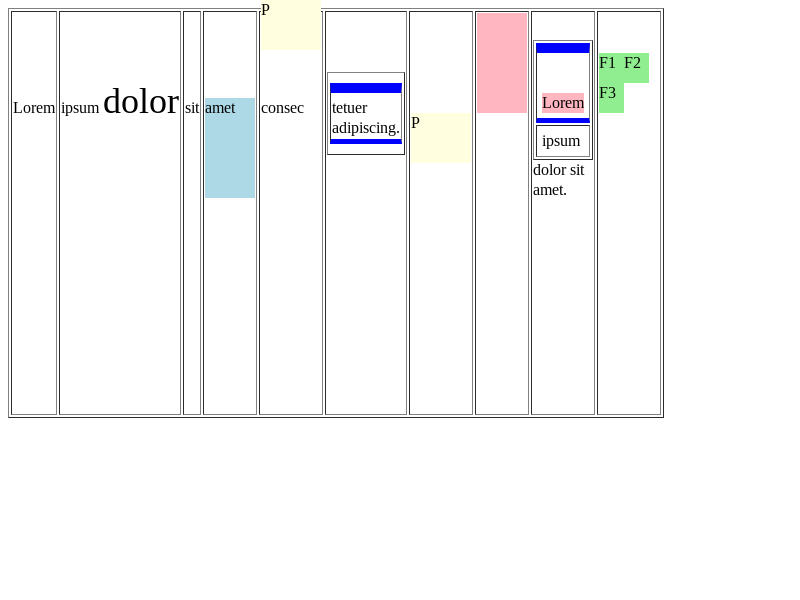 P
Lorem ipsum dolor sit amet consec
tetuer
adipiscing.
P
Lorem
ipsum
dolor sit
amet.
F1 F2
F3